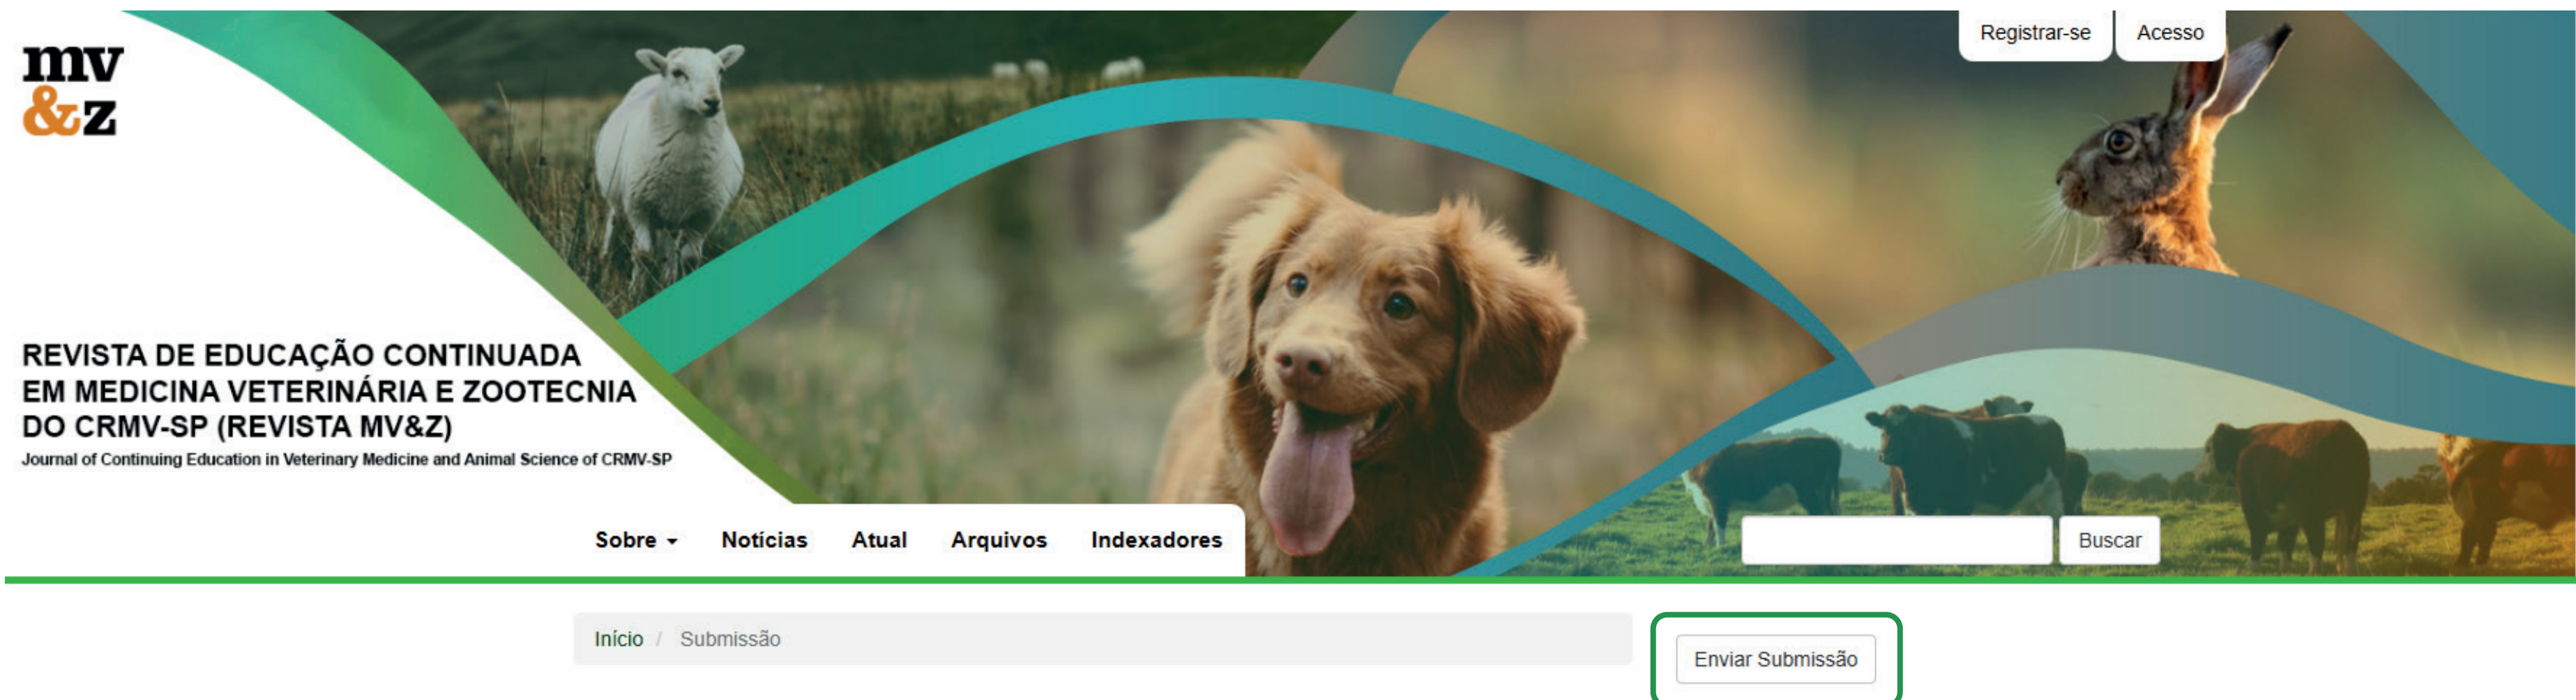 mv
&z
Registrar-se Acesso
REVISTA DE EDUCAÇÃO CONTINUADA
EM MEDICINA VETERINÁRIA E ZOOTECNIA
DO CRMV-SP (REVISTA MV&Z)
Journal of Continuing Education in Veterinary Medicine and Animal Science of CRMV-SP
Sobre Notícias Atual Arquivos Indexadores
Buscar
Início / Submissão
Enviar Submissão